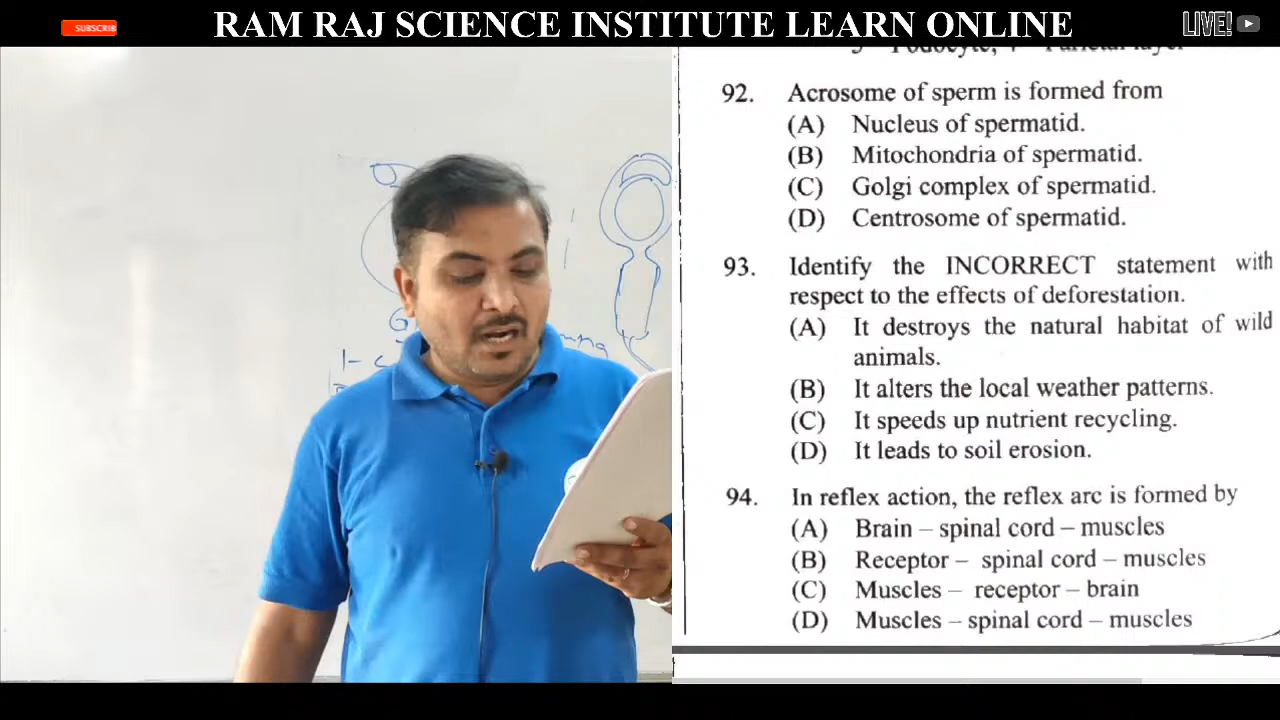 SUBSCRIB
RAM RAJ SCIENCE INSTITUTE LEARN ONLINE
LIVE!
92. Acrosome of sperm is formed from
(A) Nucleus of spermatid.
(B) Mitochondria of spermatid.
(C) Golgi complex of spermatid.
(D) Centrosome of spermatid.
93. Identify the INCORRECT statement with
respect to the effects of deforestation.
(A) It destroys the natural habitat of wild
animals.
(B) It alters the local weather patterns.
(C) It speeds up nutrient recycling.
(D) It leads to soil erosion.
94. In reflex action, the reflex arc is formed by
(A) Brain – spinal cord – muscles
(B) Receptor – spinal cord – muscles
(C) Muscles – receptor – brain
(D) Muscles – spinal cord – muscles